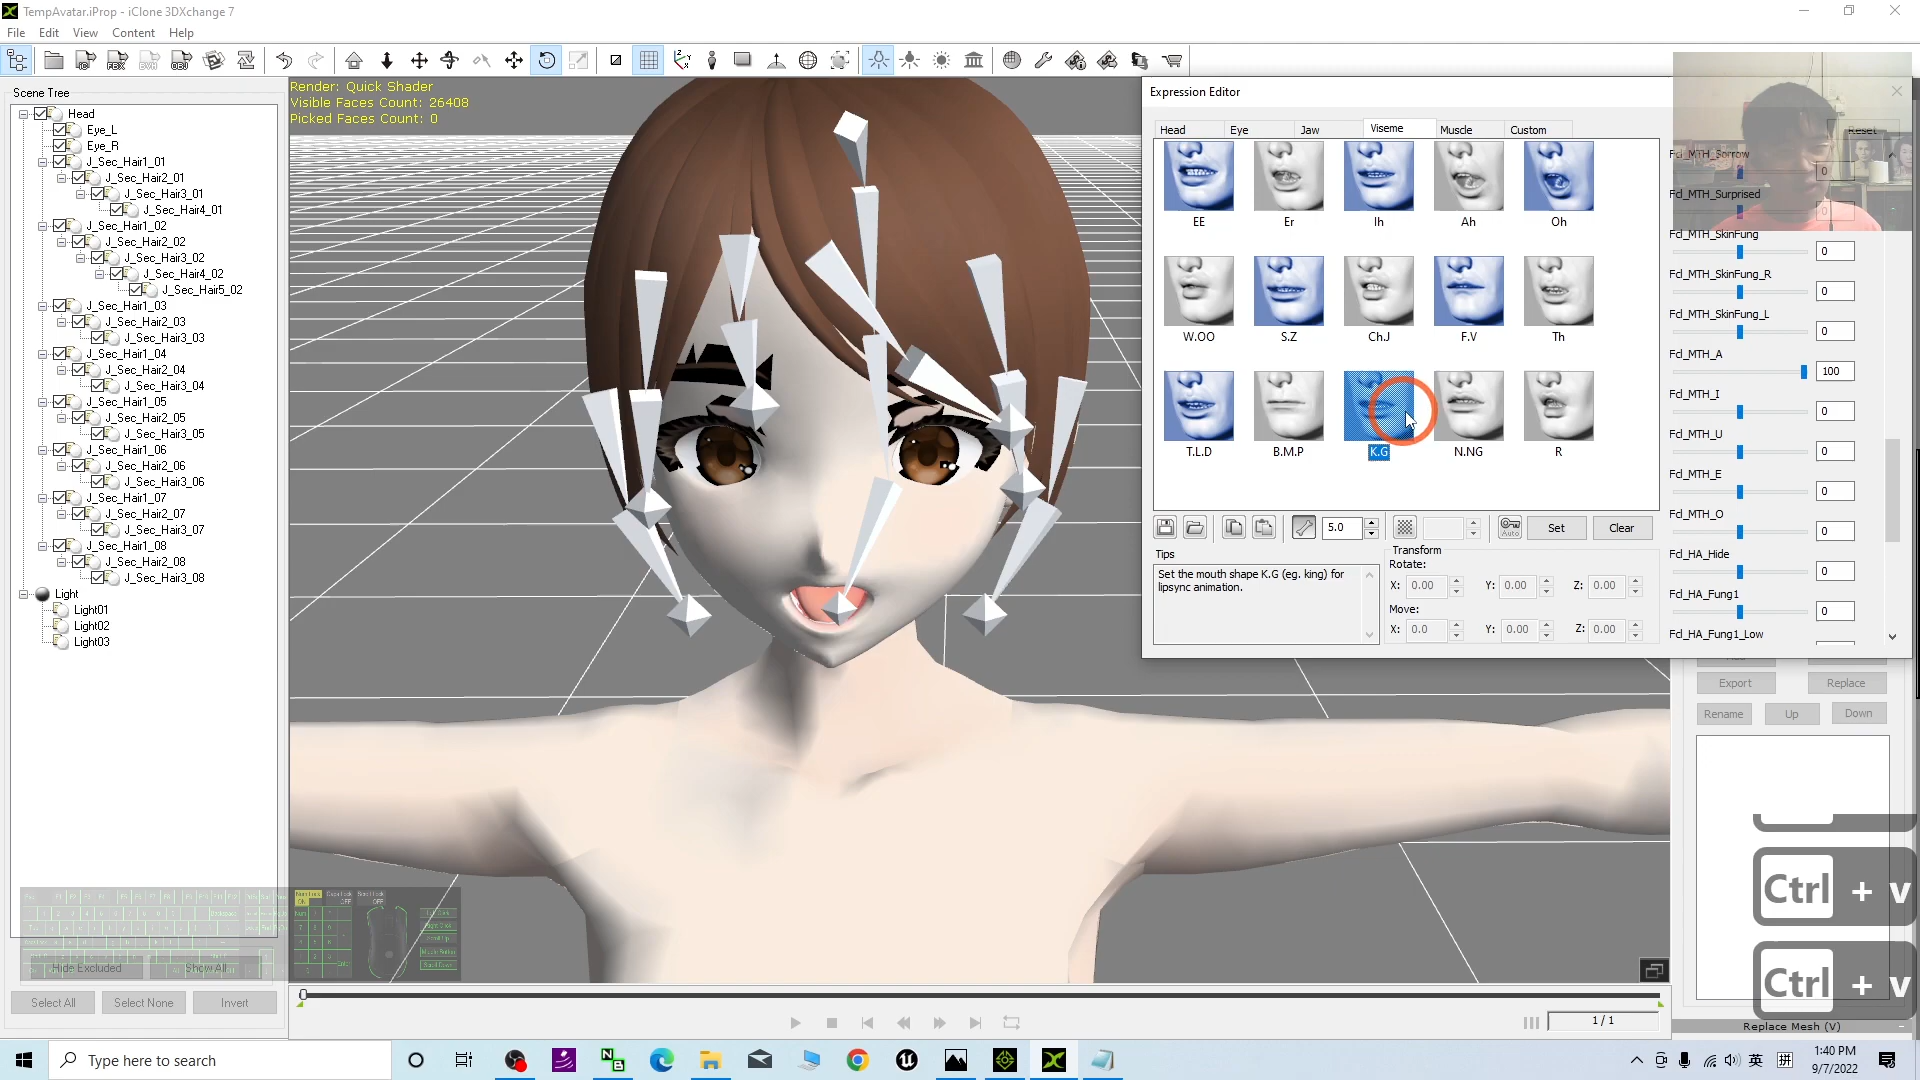 TempAvatar.iProp - iClone 3DXchange 7
File Edit View Content Help
Scene Tree
Head
Eye_L
Eye_R
J_Sec_Hair1_01
J_Sec_Hair2_01
J_Sec_Hair3_01
J_Sec_Hair4_01
J_Sec_Hair1_02
J_Sec_Hair2_02
J_Sec_Hair3_02
J_Sec_Hair4_02
J_Sec_Hair5_02
J_Sec_Hair1_03
J_Sec_Hair2_03
J_Sec_Hair3_03
J_Sec_Hair1_04
J_Sec_Hair2_04
J_Sec_Hair3_04
J_Sec_Hair1_05
J_Sec_Hair2_05
J_Sec_Hair3_05
J_Sec_Hair1_06
J_Sec_Hair2_06
J_Sec_Hair3_06
J_Sec_Hair1_07
J_Sec_Hair2_07
J_Sec_Hair3_07
J_Sec_Hair1_08
J_Sec_Hair2_08
J_Sec_Hair3_08
Light
Light01
Light02
Light03
Hide Excluded Show All
Select All Select None Invert
Render: Quick Shader
Visible Faces Count: 26408
Picked Faces Count: 0
Expression Editor
Head Eye Jaw Viseme Muscle Custom
Reset
EE Er Ih Ah Oh
W.OO S.Z Ch.J F.V Th
T.L.D B.M.P K.G N.NG R
5.0
Auto
Set Clear
Tips
Set the mouth shape K.G (eg. king) for
lipsync animation.
Transform
Rotate:
X: 0.00 Y: 0.00 Z: 0.00
Move:
X: 0.0 Y: 0.00 Z: 0.00
Fcl_MTH_Sorrow
0
Fcl_MTH_Surprised
0
Fcl_MTH_SkinFung
0
Fcl_MTH_SkinFung_R
0
Fcl_MTH_SkinFung_L
0
Fcl_MTH_A
100
Fcl_MTH_I
0
Fcl_MTH_U
0
Fcl_MTH_E
0
Fcl_MTH_O
0
Fcl_HA_Hide
0
Fcl_HA_Fung1
0
Fcl_HA_Fung1_Low
Export Replace
Rename Up Down
Ctrl + v
Ctrl + v
Replace Mesh (V)
1 / 1
Type here to search
英 拼
1:40 PM
9/7/2022